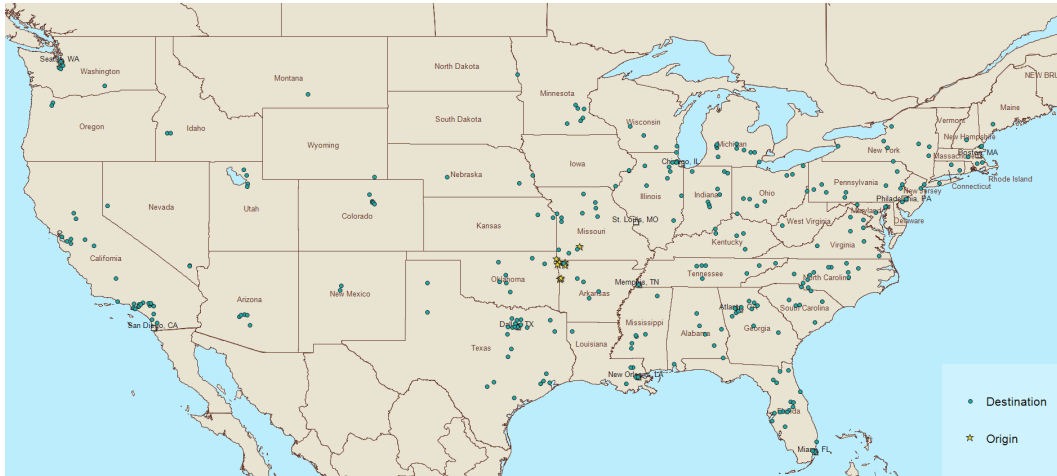 Seattle, WA
Washington
Montana
North Dakota
Minnesota
NEW BRU
Maine
Vermont
Oregon
Idaho
South Dakota
Wisconsin
Michigan
New York
New Hampshire
Boston, MA
Massachusetts
Wyoming
Iowa
Chicago, IL
Rhode Island
Connecticut
Nebraska
Illinois
Indiana
Ohio
Pennsylvania
New Jersey
Philadelphia, PA
Nevada
Utah
Colorado
Kansas
Missouri
St. Louis, MO
West Virginia
Maryland
Delaware
California
Kentucky
Virginia
Arizona
New Mexico
Oklahoma
Arkansas
Memphis, TN
Tennessee
North Carolina
San Diego, CA
Dallas, TX
Mississippi
Alabama
Atlanta, GA
Georgia
South Carolina
Texas
Louisiana
New Orleans, LA
Florida
Miami, FL
Destination
Origin